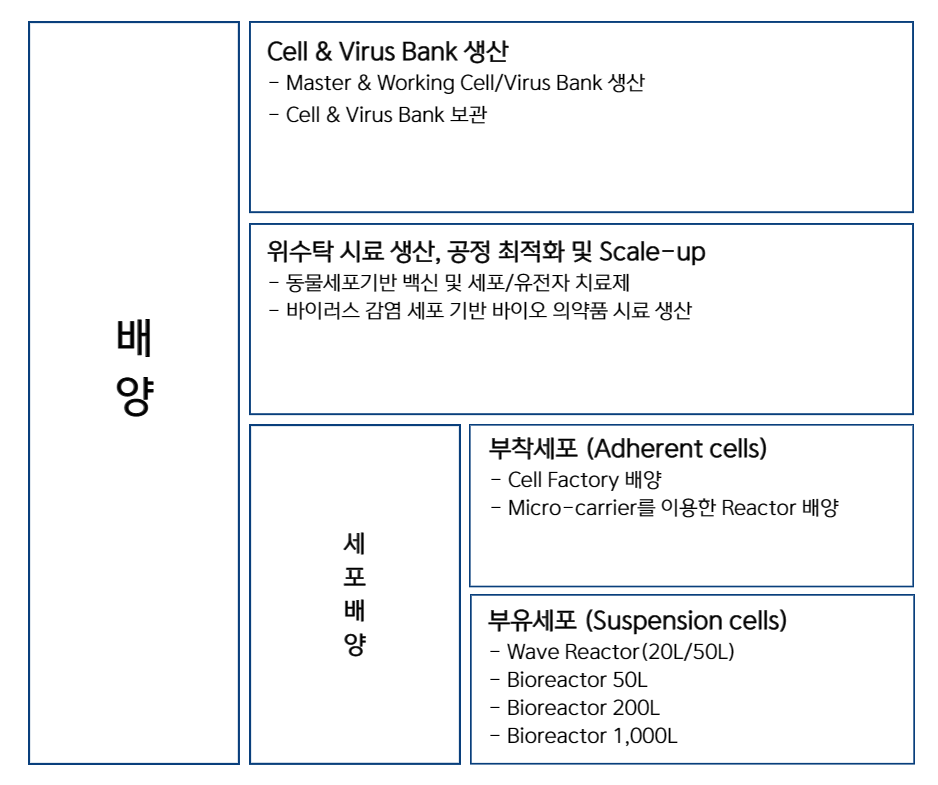 배
양
Cell & Virus Bank 생산
- Master & Working Cell/Virus Bank 생산
- Cell & Virus Bank 보관
위수탁 시료 생산, 공정 최적화 및 Scale-up
- 동물세포기반 백신 및 세포/유전자 치료제
- 바이러스 감염 세포 기반 바이오 의약품 시료 생산
세
포
배
양
부착세포 (Adherent cells)
- Cell Factory 배양
- Micro-carrier를 이용한 Reactor 배양
부유세포 (Suspension cells)
- Wave Reactor(20L/50L)
- Bioreactor 50L
- Bioreactor 200L
- Bioreactor 1,000L